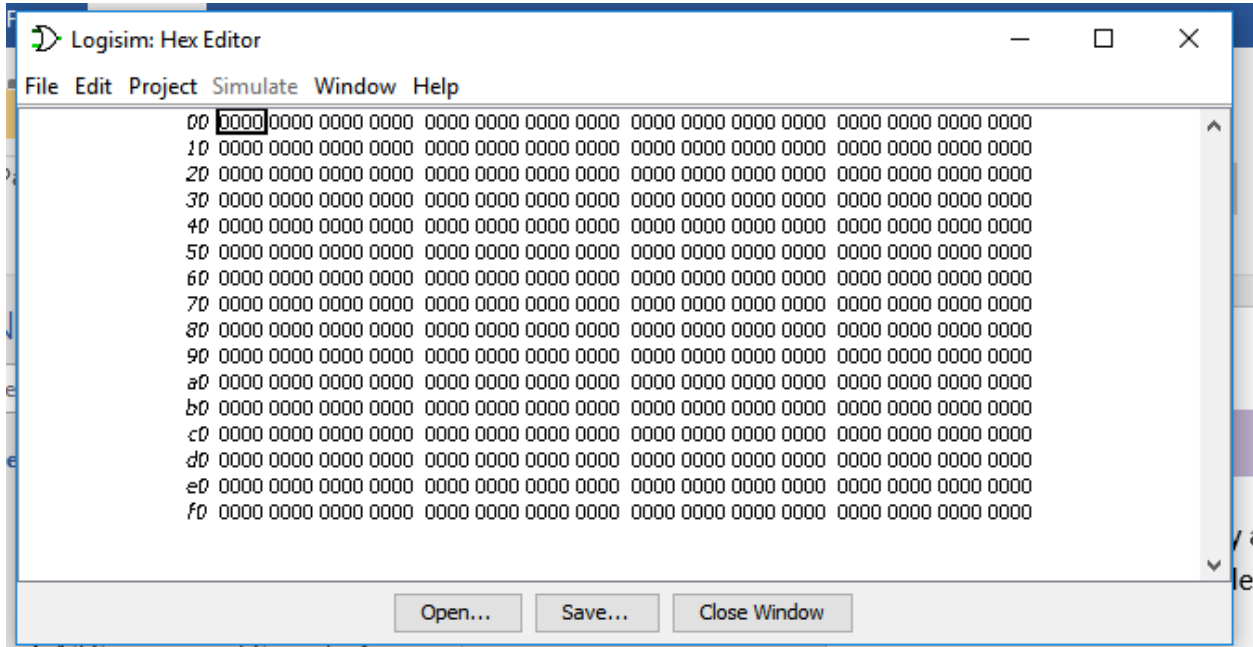 Logisim: Hex Editor
File Edit Project Simulate Window Help
00 0000 0000 0000 0000 0000 0000 0000 0000 0000 0000 0000 0000 0000 0000 0000 0000
10 0000 0000 0000 0000 0000 0000 0000 0000 0000 0000 0000 0000 0000 0000 0000 0000
20 0000 0000 0000 0000 0000 0000 0000 0000 0000 0000 0000 0000 0000 0000 0000 0000
30 0000 0000 0000 0000 0000 0000 0000 0000 0000 0000 0000 0000 0000 0000 0000 0000
40 0000 0000 0000 0000 0000 0000 0000 0000 0000 0000 0000 0000 0000 0000 0000 0000
50 0000 0000 0000 0000 0000 0000 0000 0000 0000 0000 0000 0000 0000 0000 0000 0000
60 0000 0000 0000 0000 0000 0000 0000 0000 0000 0000 0000 0000 0000 0000 0000 0000
70 0000 0000 0000 0000 0000 0000 0000 0000 0000 0000 0000 0000 0000 0000 0000 0000
80 0000 0000 0000 0000 0000 0000 0000 0000 0000 0000 0000 0000 0000 0000 0000 0000
90 0000 0000 0000 0000 0000 0000 0000 0000 0000 0000 0000 0000 0000 0000 0000 0000
a0 0000 0000 0000 0000 0000 0000 0000 0000 0000 0000 0000 0000 0000 0000 0000 0000
b0 0000 0000 0000 0000 0000 0000 0000 0000 0000 0000 0000 0000 0000 0000 0000 0000
c0 0000 0000 0000 0000 0000 0000 0000 0000 0000 0000 0000 0000 0000 0000 0000 0000
d0 0000 0000 0000 0000 0000 0000 0000 0000 0000 0000 0000 0000 0000 0000 0000 0000
e0 0000 0000 0000 0000 0000 0000 0000 0000 0000 0000 0000 0000 0000 0000 0000 0000
f0 0000 0000 0000 0000 0000 0000 0000 0000 0000 0000 0000 0000 0000 0000 0000 0000
Open... Save... Close Window